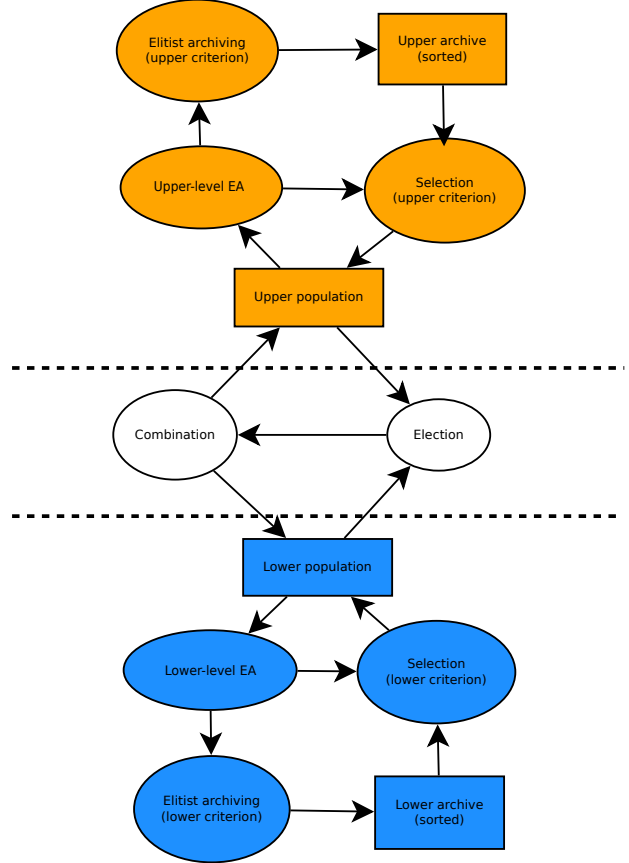 Elitist archiving
(upper criterion)
Upper archive
(sorted)
Upper-level EA
Selection
(upper criterion)
Upper population
Combination
Election
Lower population
Lower-level EA
Selection
(lower criterion)
Elitist archiving
(lower criterion)
Lower archive
(sorted)